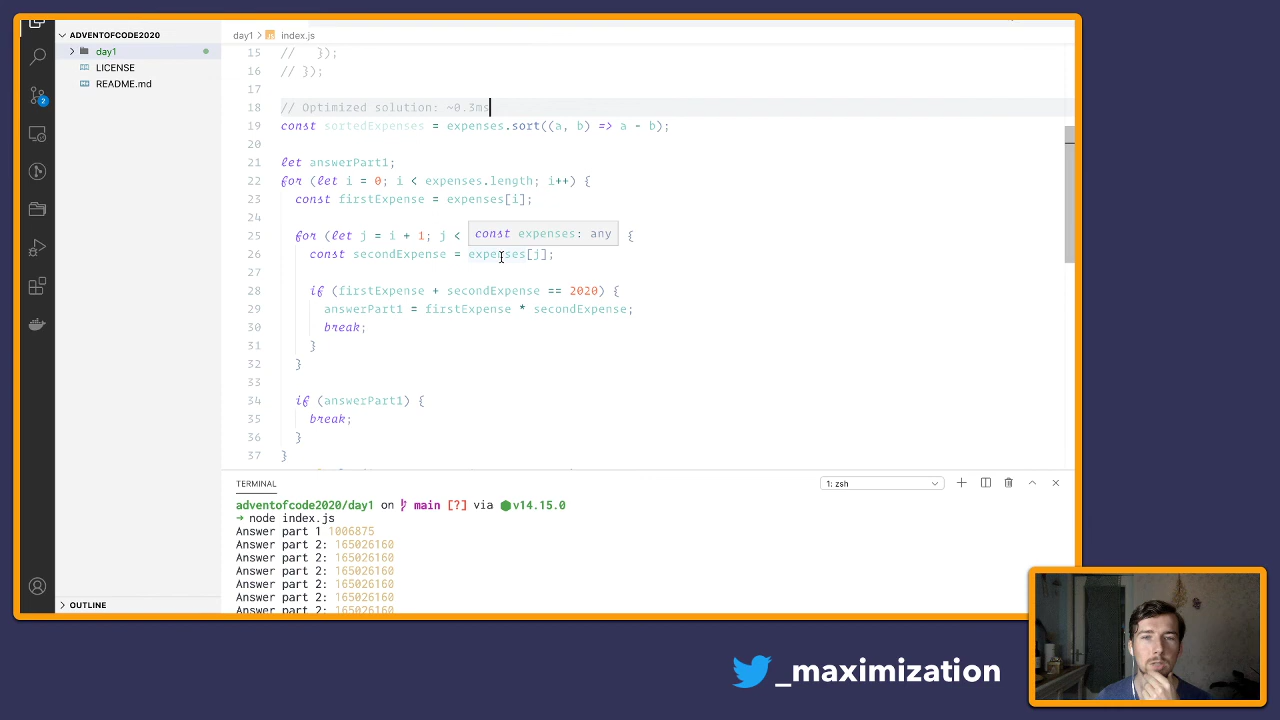 ADVENTOFCODE2020
day1
LICENSE
README.md
2
OUTLINE
day1 > index.js
15 //   });
16 // });
17
18 // Optimized solution: ~0.3ms
19 const sortedExpenses = expenses.sort((a, b) => a - b);
20
21 let answerPart1;
22 for (let i = 0; i < expenses.length; i++) {
23   const firstExpense = expenses[i];
24
const expenses: any
25   for (let j = i + 1; j < {
26     const secondExpense = expenses[j];
27
28     if (firstExpense + secondExpense == 2020) {
29       answerPart1 = firstExpense * secondExpense;
30       break;
31     }
32   }
33
34   if (answerPart1) {
35     break;
36   }
37 }
TERMINAL
1: zsh
adventofcode2020/day1 on main [?] via v14.15.0
→ node index.js
Answer part 1 1006875
Answer part 2: 165026160
Answer part 2: 165026160
Answer part 2: 165026160
Answer part 2: 165026160
Answer part 2: 165026160
Answer part 2: 165026160
_maximization